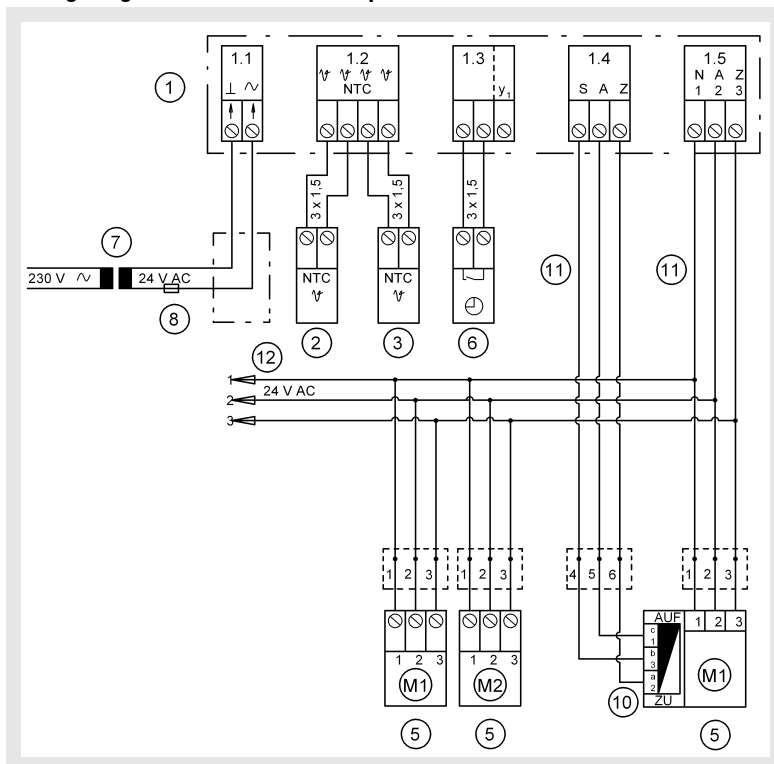 1.1 1.2 1.3 1.4 1.5
NTC y1 S A Z N A Z
1 2 3
1
3 x 1,5 3 x 1,5 3 x 1,5
7
230 V 24 V AC
8
NTC NTC
11 11
2 3 6
12
1
24 V AC
2
3
1 2 3 1 2 3 4 5 6 1 2 3
AUF 1 2 3
c
1
1 2 3 1 2 3 b
3
M1 M2 a M1
2
10 ZU
5 5 5